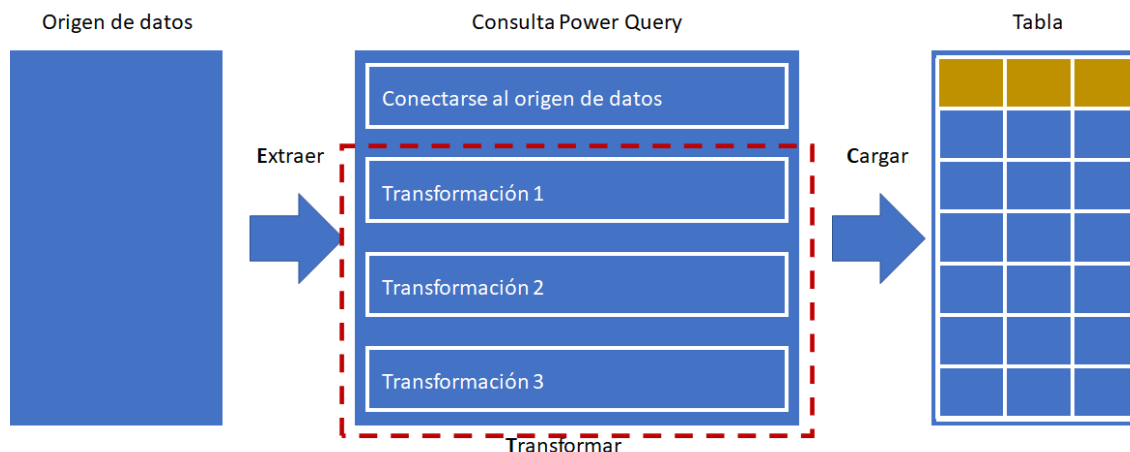 Origen de datos
Consulta Power Query
Tabla
Conectarse al origen de datos
Extraer
Transformación 1
Cargar
Transformación 2
Transformación 3
Transformar